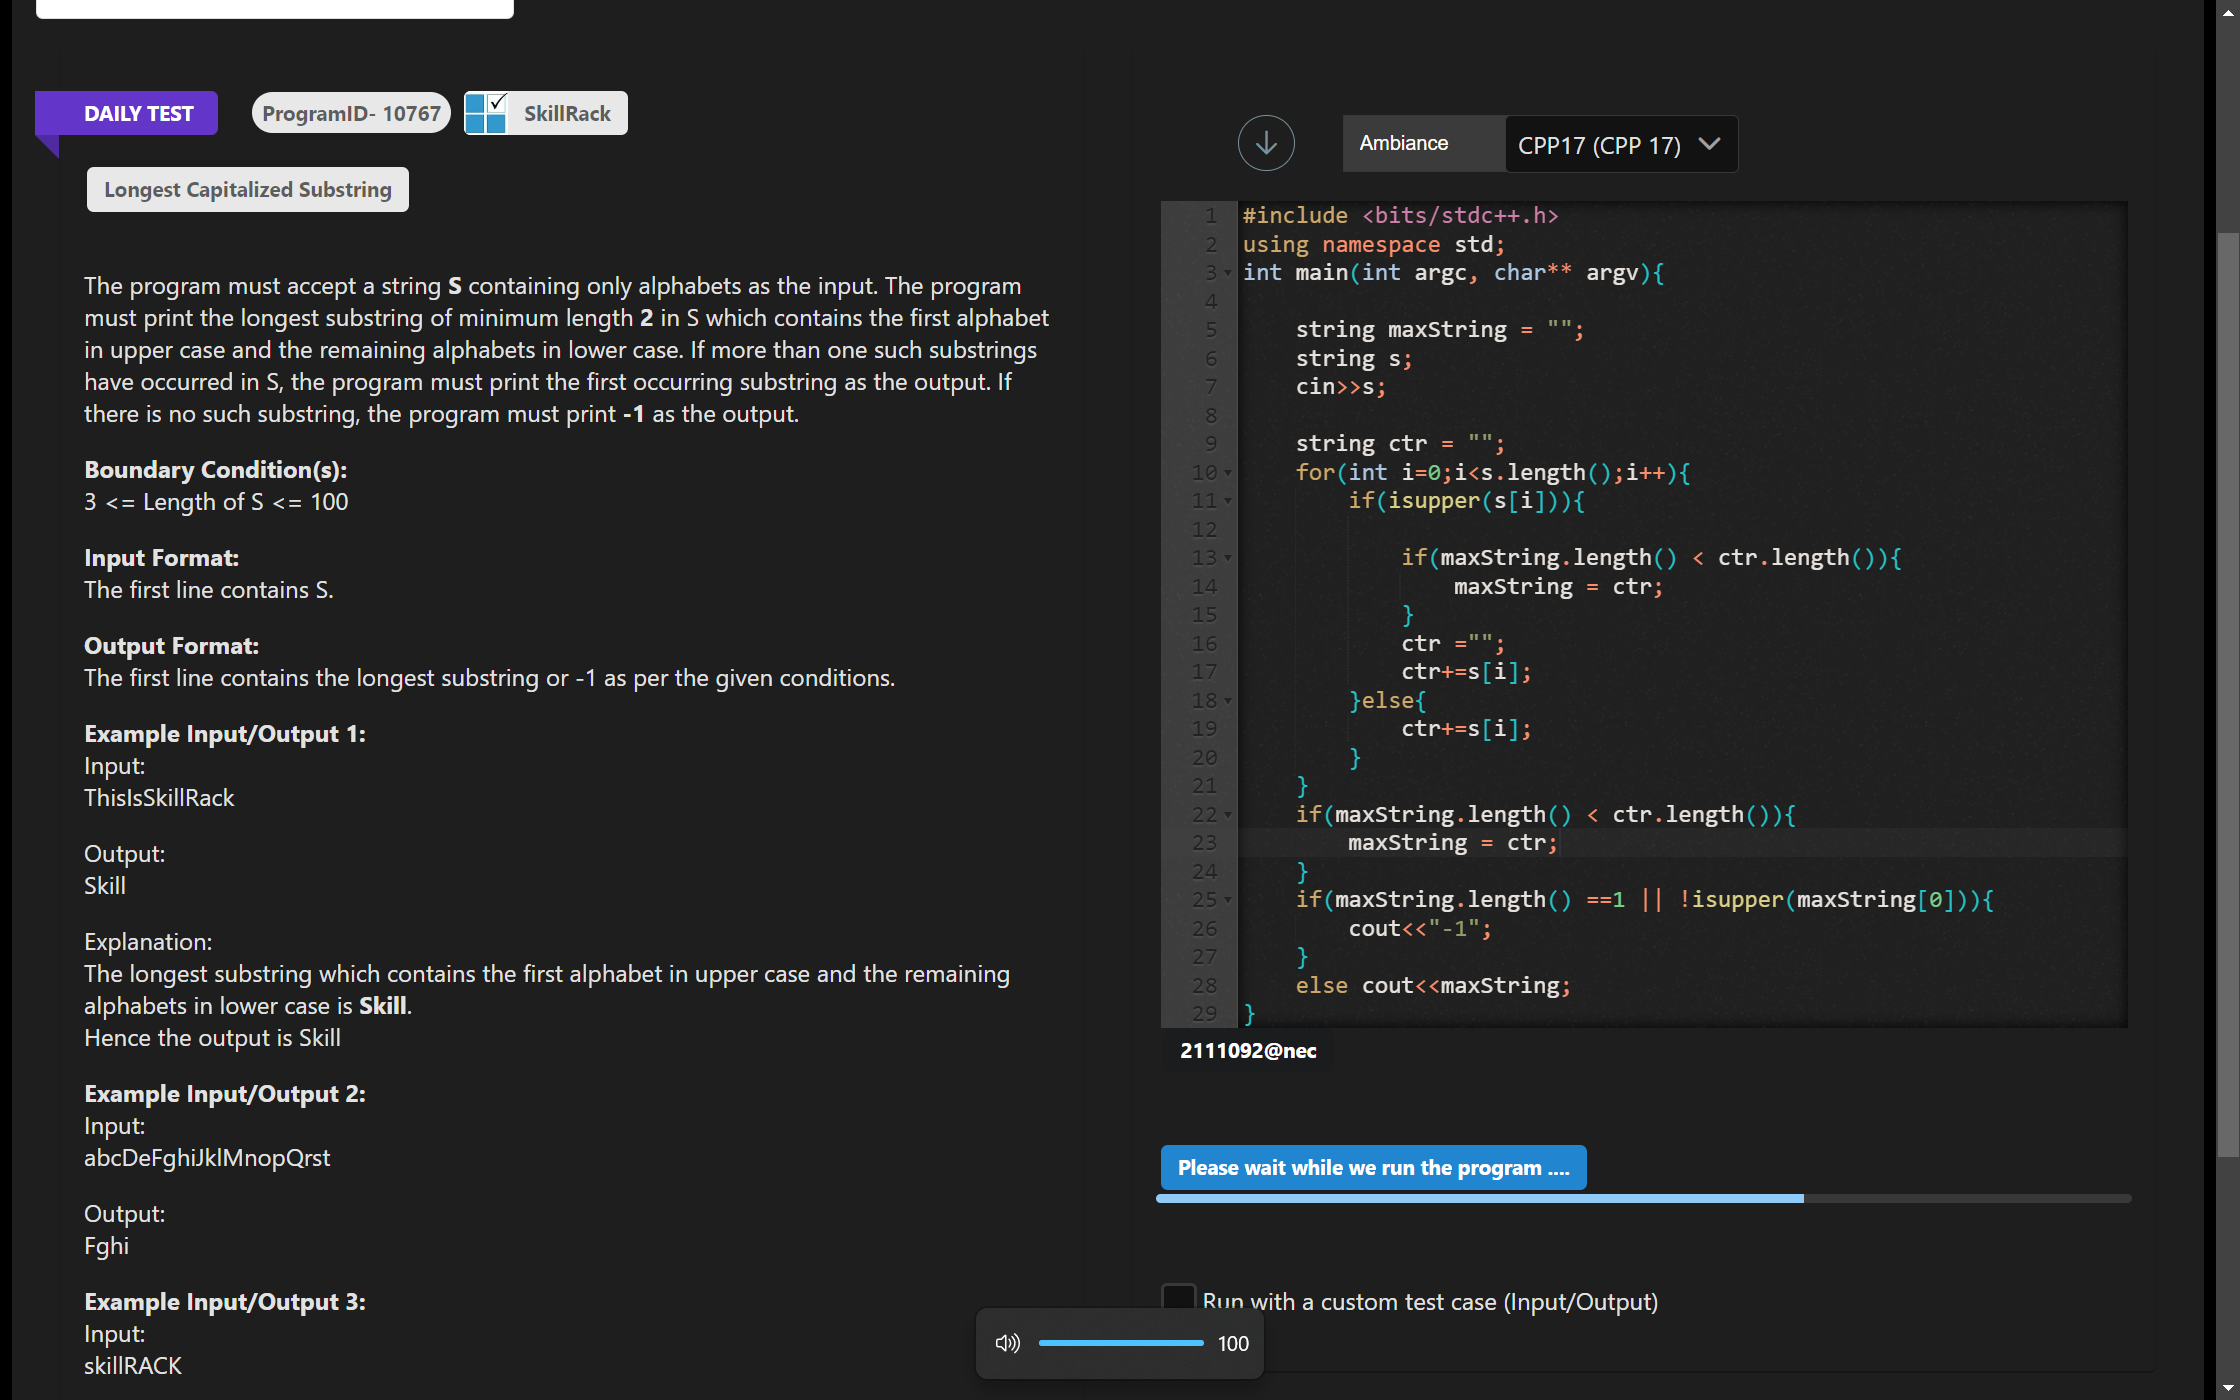 DAILY TEST
ProgramID- 10767
SkillRack
Longest Capitalized Substring
The program must accept a string S containing only alphabets as the input. The program
must print the longest substring of minimum length 2 in S which contains the first alphabet
in upper case and the remaining alphabets in lower case. If more than one such substrings
have occurred in S, the program must print the first occurring substring as the output. If
there is no such substring, the program must print -1 as the output.
Boundary Condition(s):
3 <= Length of S <= 100
Input Format:
The first line contains S.
Output Format:
The first line contains the longest substring or -1 as per the given conditions.
Example Input/Output 1:
Input:
ThisIsSkillRack
Output:
Skill
Explanation:
The longest substring which contains the first alphabet in upper case and the remaining
alphabets in lower case is Skill.
Hence the output is Skill
Example Input/Output 2:
Input:
abcDeFghiJklMnopQrst
Output:
Fghi
Example Input/Output 3:
Input:
skillRACK
Ambiance
CPP17 (CPP 17)
1 #include <bits/stdc++.h>
2 using namespace std;
3 int main(int argc, char** argv){
4
5 string maxString = "";
6 string s;
7 cin>>s;
8
9 string ctr = "";
10 for(int i=0;i<s.length();i++){
11 if(isupper(s[i])){
12
13 if(maxString.length() < ctr.length()){
14 maxString = ctr;
15 }
16 ctr ="";
17 ctr+=s[i];
18 }else{
19 ctr+=s[i];
20 }
21 }
22 if(maxString.length() < ctr.length()){
23 maxString = ctr;
24 }
25 if(maxString.length() ==1 || !isupper(maxString[0])){
26 cout<<"-1";
27 }
28 else cout<<maxString;
29 }
2111092@nec
Please wait while we run the program ....
Run with a custom test case (Input/Output)
100